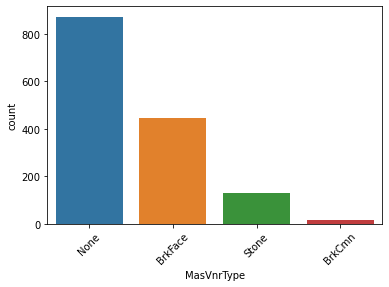 800
600
400
200
0
count
None
BrkFace
Stone
BrkCmn
MasVnrType